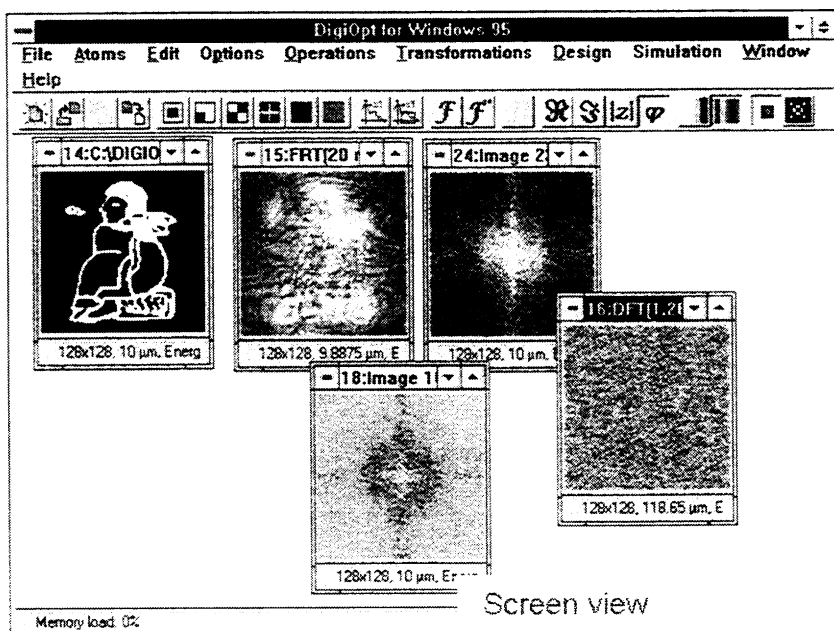 DigiOpt for Windows 95
File Atoms Edit Options Operations Transformations Design Simulation Window
Help
ℱ ℱ ℜ ℑ |z| φ
14:C:\DIGIO
15:FRT(20
24:Image 2
128x128, 10 µm, Energ
128x128, 9.8875 µm, E
128x128, 10 µm, E
16:DFT(1.2
18:Image 1
128x128, 118.65 µm, E
128x128, 10 µm,
Screen view
Memory load: 0%